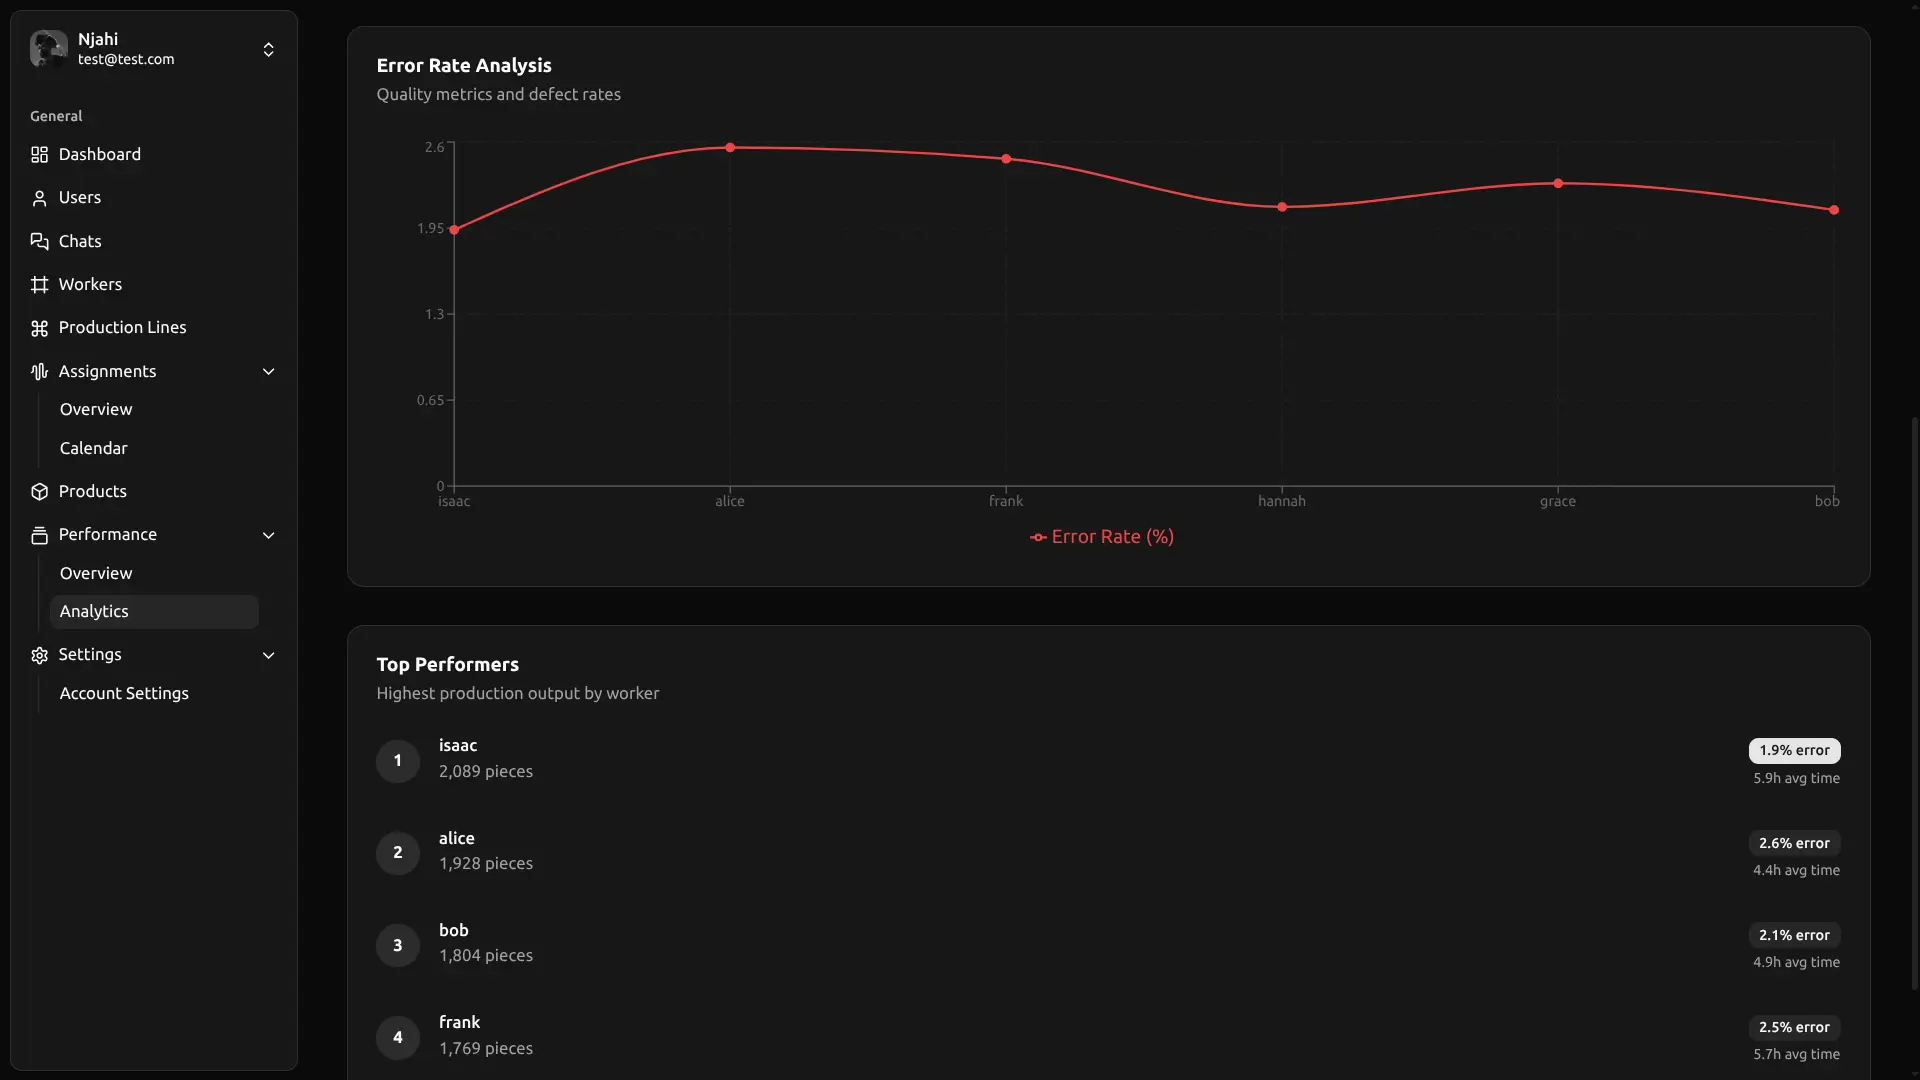 Njahi
test@test.com
General
Dashboard
Users
Chats
Workers
Production Lines
Assignments
Overview
Calendar
Products
Performance
Overview
Analytics
Settings
Account Settings
Error Rate Analysis
Quality metrics and defect rates
2.6
1.95
1.3
0.65
0
isaac alice frank hannah grace bob
Error Rate (%)
Top Performers
Highest production output by worker
1
isaac
2,089 pieces
1.9% error
5.9h avg time
2
alice
1,928 pieces
2.6% error
4.4h avg time
3
bob
1,804 pieces
2.1% error
4.9h avg time
4
frank
1,769 pieces
2.5% error
5.7h avg time